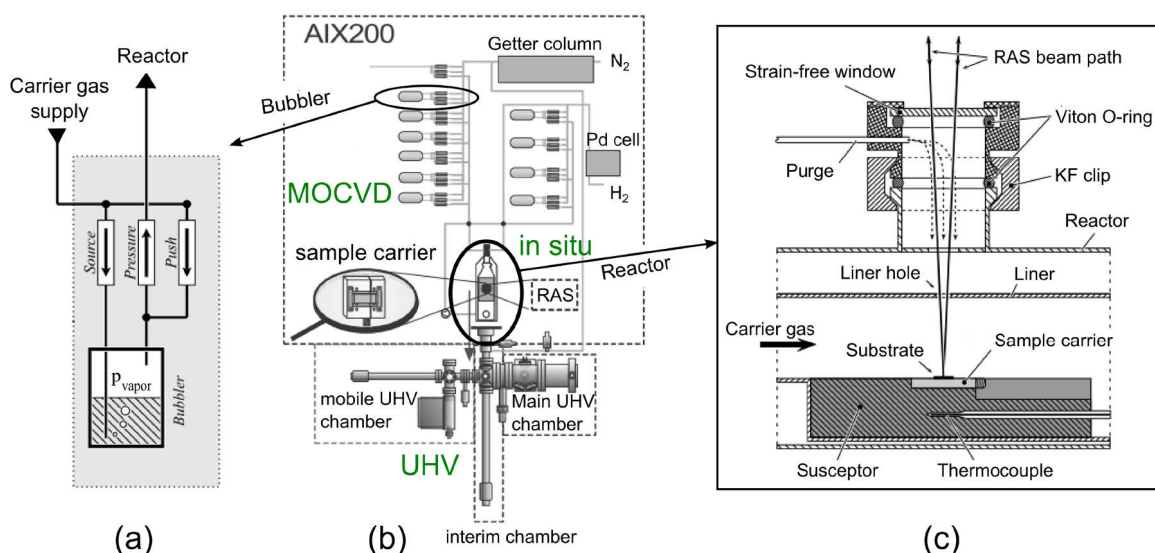 Reactor
Carrier gas
supply
Source
Pressure
Push
p vapor
Bubbler
(a)
AIX200
Getter column
N2
Bubbler
Pd cell
H2
MOCVD
in situ
sample carrier
Reactor
RAS
mobile UHV
chamber
Main UHV
chamber
UHV
interim chamber
(b)
RAS beam path
Strain-free window
Viton O-ring
Purge
KF clip
Reactor
Liner hole
Liner
Carrier gas
Substrate
Sample carrier
Susceptor
Thermocouple
(c)